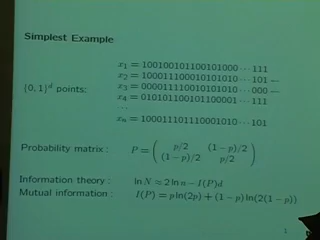 Simplest Example
x₁ = 100100101100101000 ⋯ 111
x₂ = 100011100010101010 ⋯ 101 ←
{0, 1}ᵈ points: x₃ = 000011110010101010 ⋯ 000 ←
x₄ = 010101100101100001 ⋯ 111
⋯
xₙ = 100011101110001010 ⋯ 101
Probability matrix : P = ( p/2 (1 − p)/2
(1 − p)/2 p/2 )
Information theory : ln N ≈ 2 ln n − I(P)d
Mutual information : I(P) = p ln(2p) + (1 − p) ln(2(1 − p))
1